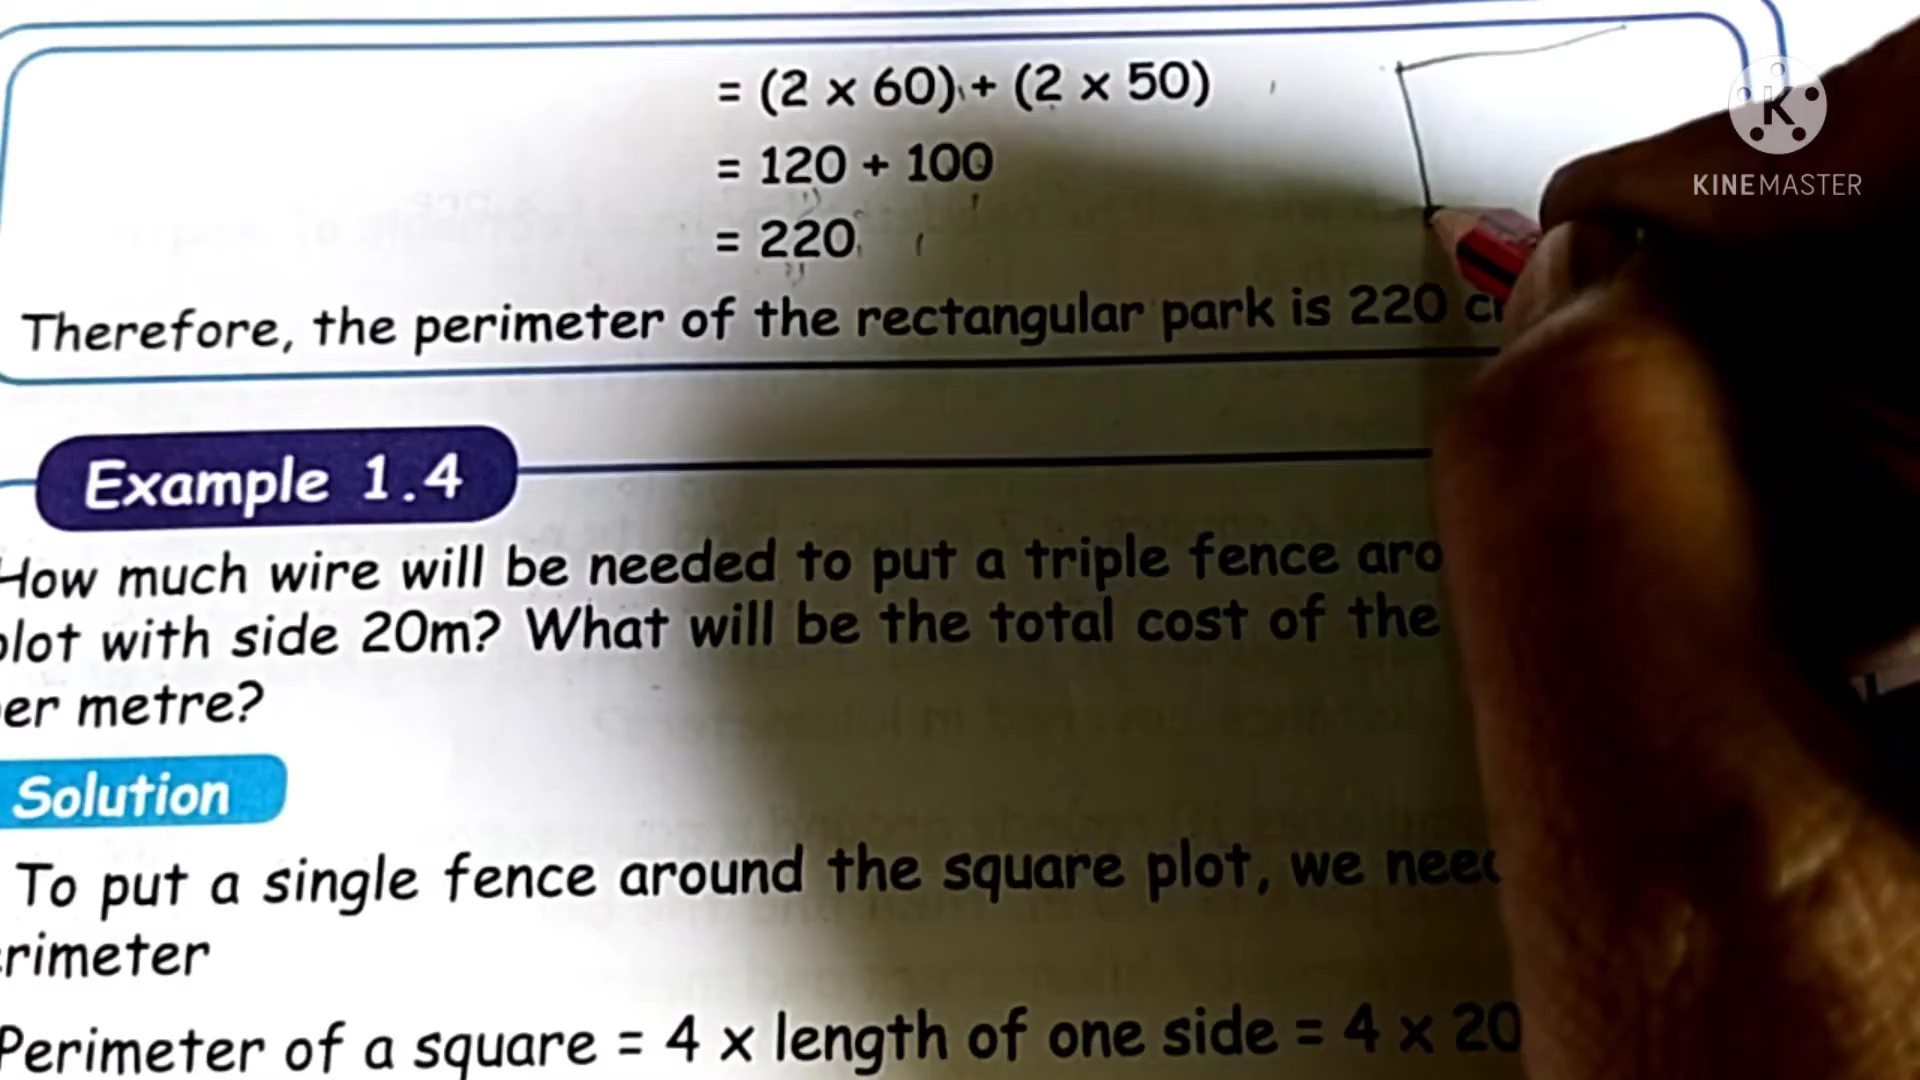 = (2 × 60) + (2 × 50)
= 120 + 100
= 220
KINEMASTER
Therefore, the perimeter of the rectangular park is 220
Example 1.4
How much wire will be needed to put a triple fence
plot with side 20m? What will be the total cost of the
metre?
Solution
To put a single fence around the square plot, we
Perimeter of a square = 4 × length of one side = 4 × 20